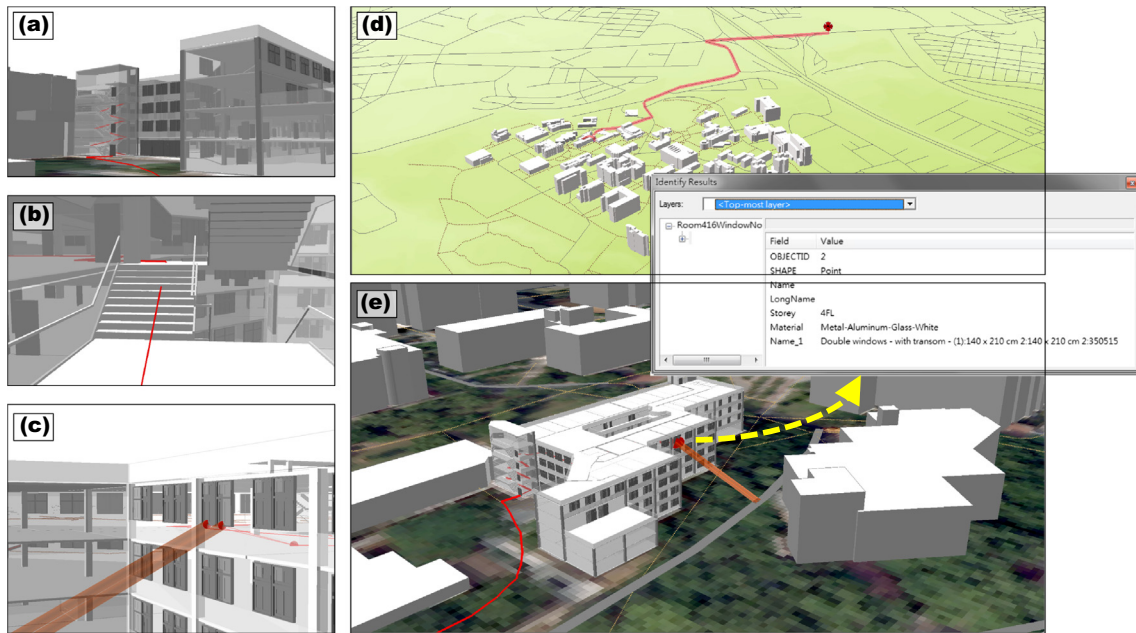 (a)
(d)
(b)
Identify Results
Layers: <Top-most layer>
Room416WindowNo
Field Value
OBJECTID 2
SHAPE Point
Name
LongName
Storey 4FL
Material Metal-Aluminum-Glass-White
Name_1 Double windows - with transom - (1):140 x 210 cm 2:140 x 210 cm 2:350515
(e)
(c)